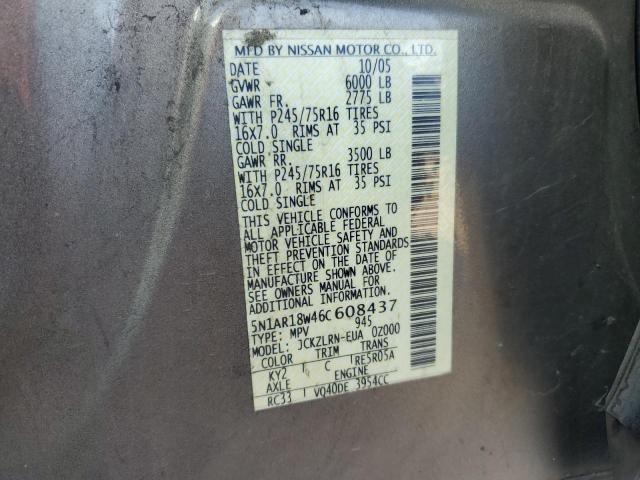 MFD BY NISSAN MOTOR CO., LTD.
DATE 10/05
GVWR 6000 LB
GAWR FR. 2775 LB
WITH P245/75R16 TIRES
16X7.0 RIMS AT 35 PSI
COLD SINGLE
GAWR RR. 3500 LB
WITH P245/75R16 TIRES
16X7.0 RIMS AT 35 PSI
COLD SINGLE
THIS VEHICLE CONFORMS TO
ALL APPLICABLE FEDERAL
MOTOR VEHICLE SAFETY AND
THEFT PREVENTION STANDARDS
IN EFFECT ON THE DATE OF
MANUFACTURE SHOWN ABOVE.
SEE OWNERS MANUAL FOR
ADDITIONAL INFORMATION.
5N1AR18W46C608437
TYPE: MPV 945
MODEL: JCKZLRN-EUA 0Z000
COLOR TRIM TRANS
KY2 C RE5R05A
AXLE ENGINE
RC33 VQ40DE 3954CC